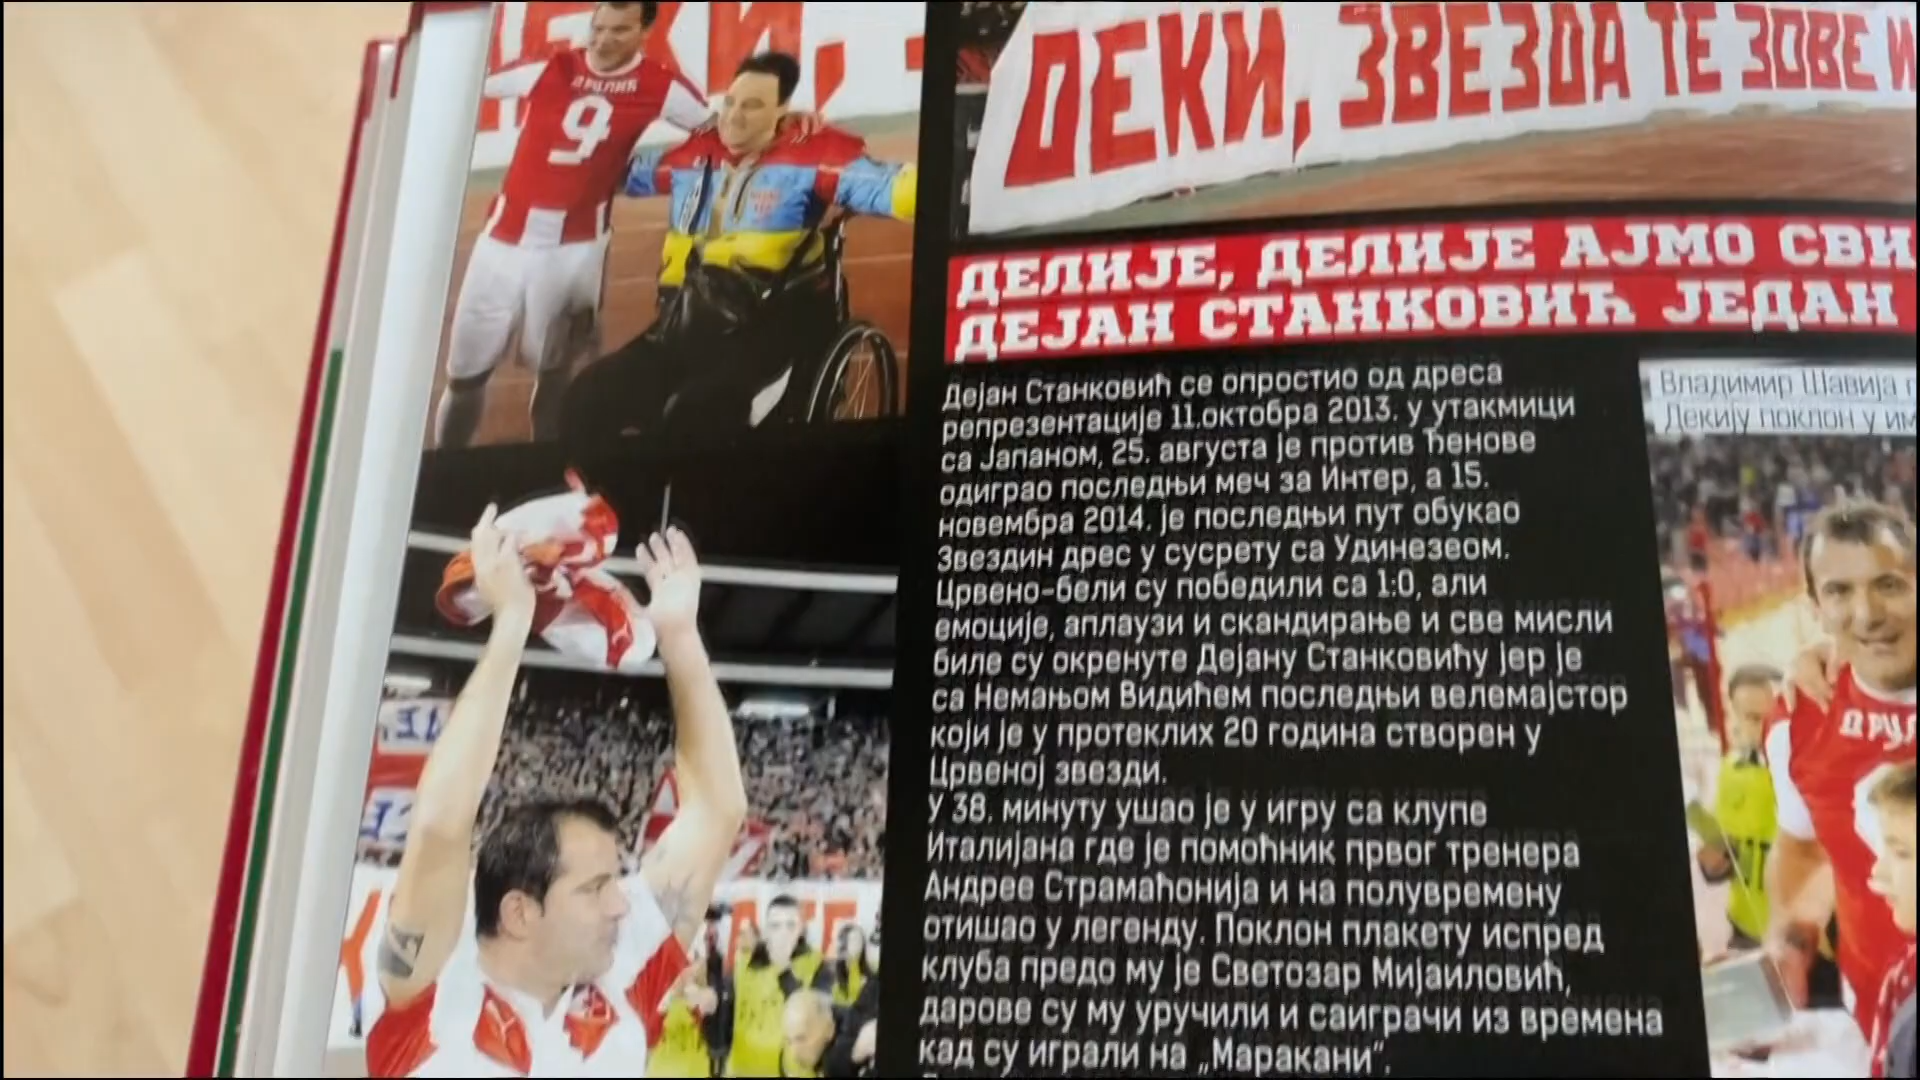 ДРУЛИЋ
9
ДЕКИ, ЗВЕЗДА ТЕ ЗОВЕ И
ДЕЛИЈЕ, ДЕЛИЈЕ АЈМО СВИ
ДЕЈАН СТАНКОВИЋ ЈЕДАН
Дејан Станковић се опростио од дреса
репрезентације 11.октобра 2013. у утакмици
са Јапаном, 25. августа је против Ђенове
одиграо последњи меч за Интер, а 15.
новембра 2014. је последњи пут обукао
Звездин дрес у сусрету са Удинезеом.
Црвено-бели су победили са 1:0, али
емоције, аплаузи и скандирање и све мисли
биле су окренуте Дејану Станковићу јер је
са Немањом Видићем последњи велемајстор
који је у протеклих 20 година створен у
Црвеној звезди.
У 38. минуту ушао је у игру са клупе
Италијана где је помоћник првог тренера
Андрее Страмаћонија и на полувремену
отишао у легенду. Поклон плакету испред
клуба предо му је Светозар Мијаиловић,
дарове су му уручили и саиграчи из времена
кад су играли на „Маракани“.
Владимир Шавија
Декију поклон у